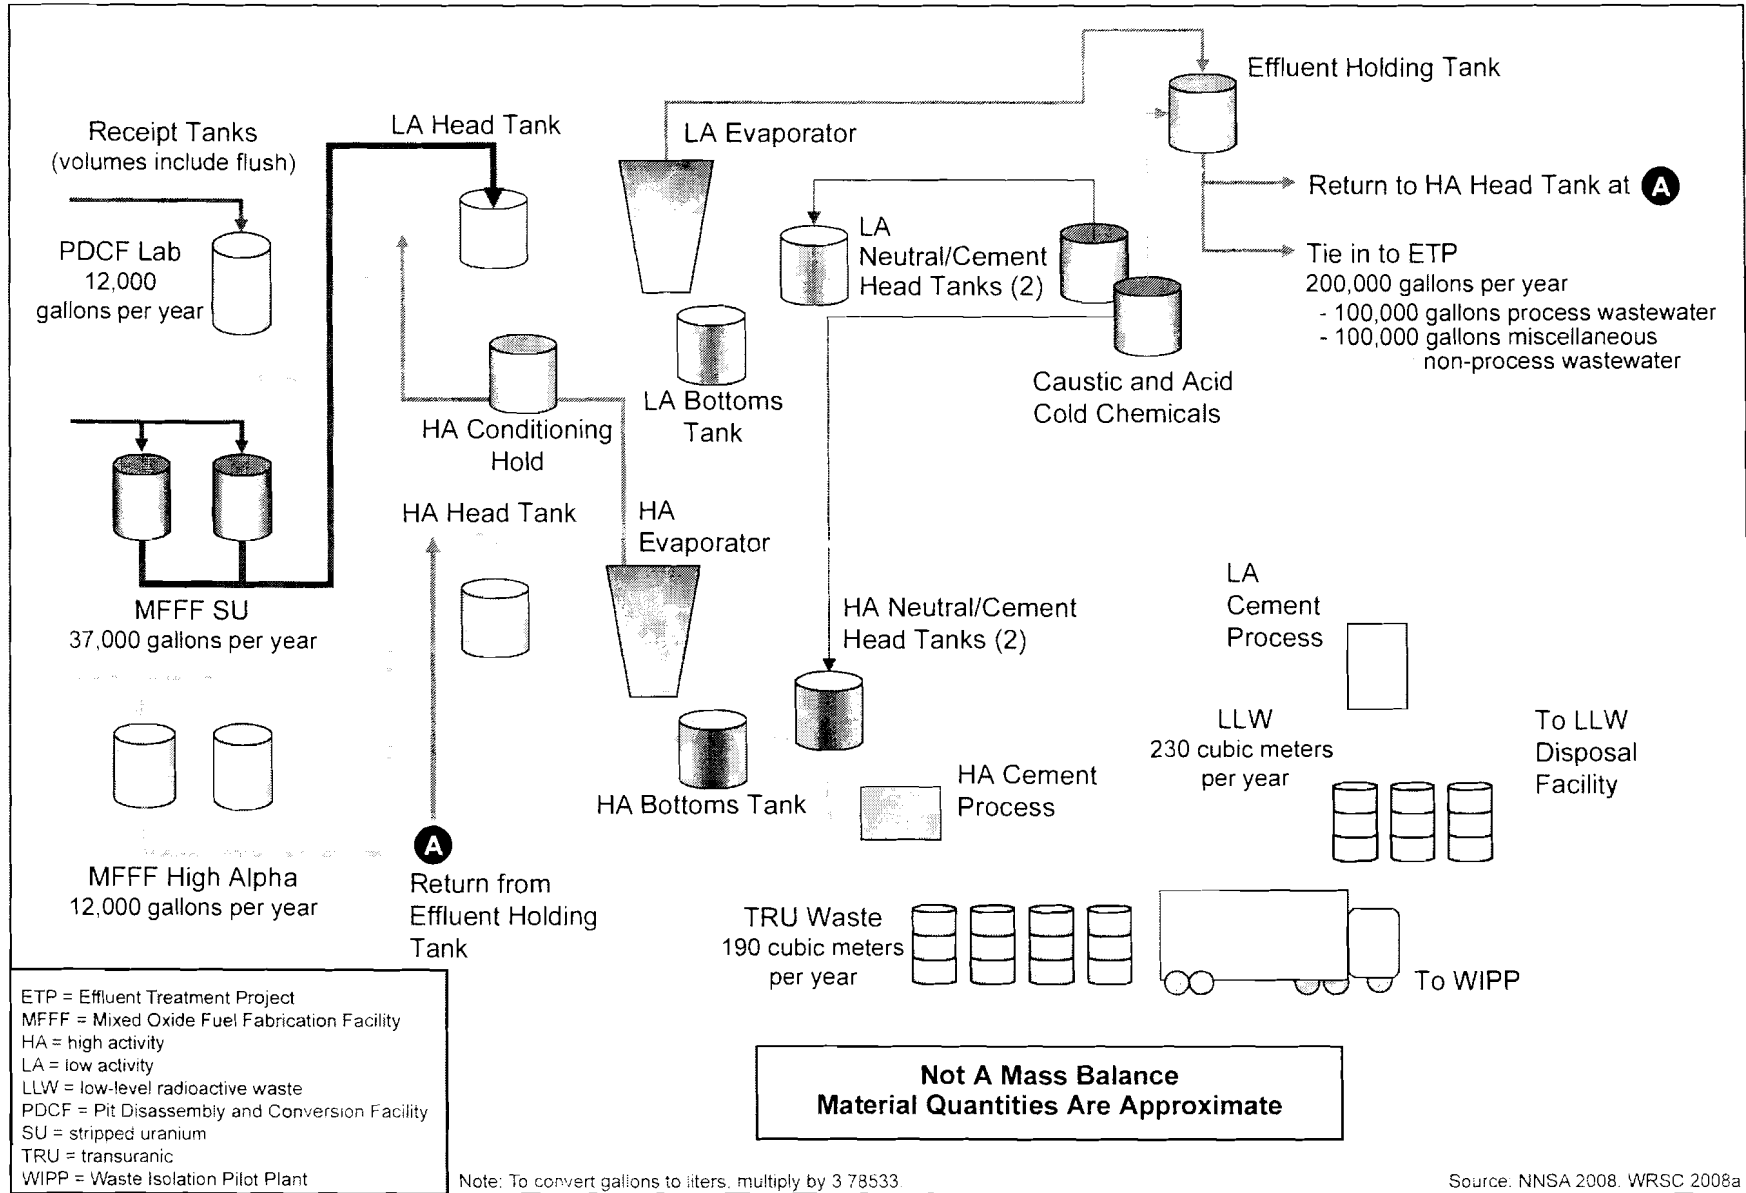 Effluent Holding Tank
Receipt Tanks
(volumes include flush)
LA Head Tank
LA Evaporator
Return to HA Head Tank at A
PDCF Lab
12,000
gallons per year
LA
Neutral/Cement
Head Tanks (2)
Tie in to ETP
200,000 gallons per year
- 100,000 gallons process wastewater
- 100,000 gallons miscellaneous
non-process wastewater
Caustic and Acid
Cold Chemicals
LA Bottoms
Tank
HA Conditioning
Hold
HA Head Tank
HA
Evaporator
MFFF SU
37,000 gallons per year
HA Neutral/Cement
Head Tanks (2)
LA
Cement
Process
LLW
230 cubic meters
per year
To LLW
Disposal
Facility
HA Cement
Process
HA Bottoms Tank
MFFF High Alpha
12,000 gallons per year
A
Return from
Effluent Holding
Tank
TRU Waste
190 cubic meters
per year
To WIPP
ETP = Effluent Treatment Project
MFFF = Mixed Oxide Fuel Fabrication Facility
HA = high activity
LA = low activity
LLW = low-level radioactive waste
PDCF = Pit Disassembly and Conversion Facility
SU = stripped uranium
TRU = transuranic
WIPP = Waste Isolation Pilot Plant
Not A Mass Balance
Material Quantities Are Approximate
Note: To convert gallons to liters, multiply by 3 78533.
Source: NNSA 2008, WRSC 2008a